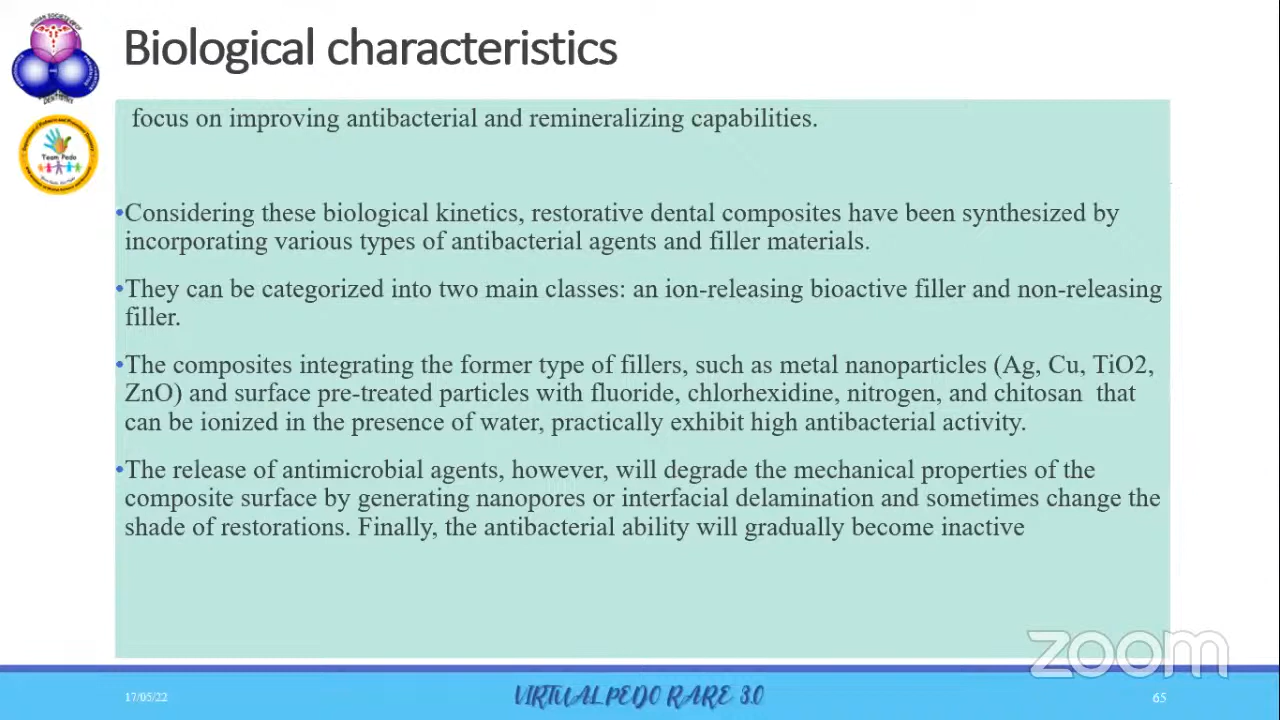 Biological characteristics
focus on improving antibacterial and remineralizing capabilities.
•Considering these biological kinetics, restorative dental composites have been synthesized by
incorporating various types of antibacterial agents and filler materials.
•They can be categorized into two main classes: an ion-releasing bioactive filler and non-releasing
filler.
•The composites integrating the former type of fillers, such as metal nanoparticles (Ag, Cu, TiO2,
ZnO) and surface pre-treated particles with fluoride, chlorhexidine, nitrogen, and chitosan that
can be ionized in the presence of water, practically exhibit high antibacterial activity.
•The release of antimicrobial agents, however, will degrade the mechanical properties of the
composite surface by generating nanopores or interfacial delamination and sometimes change the
shade of restorations. Finally, the antibacterial ability will gradually become inactive
Team Pedo
zoom
17/05/22
VIRTUAL PEDO RARE 3.0
65